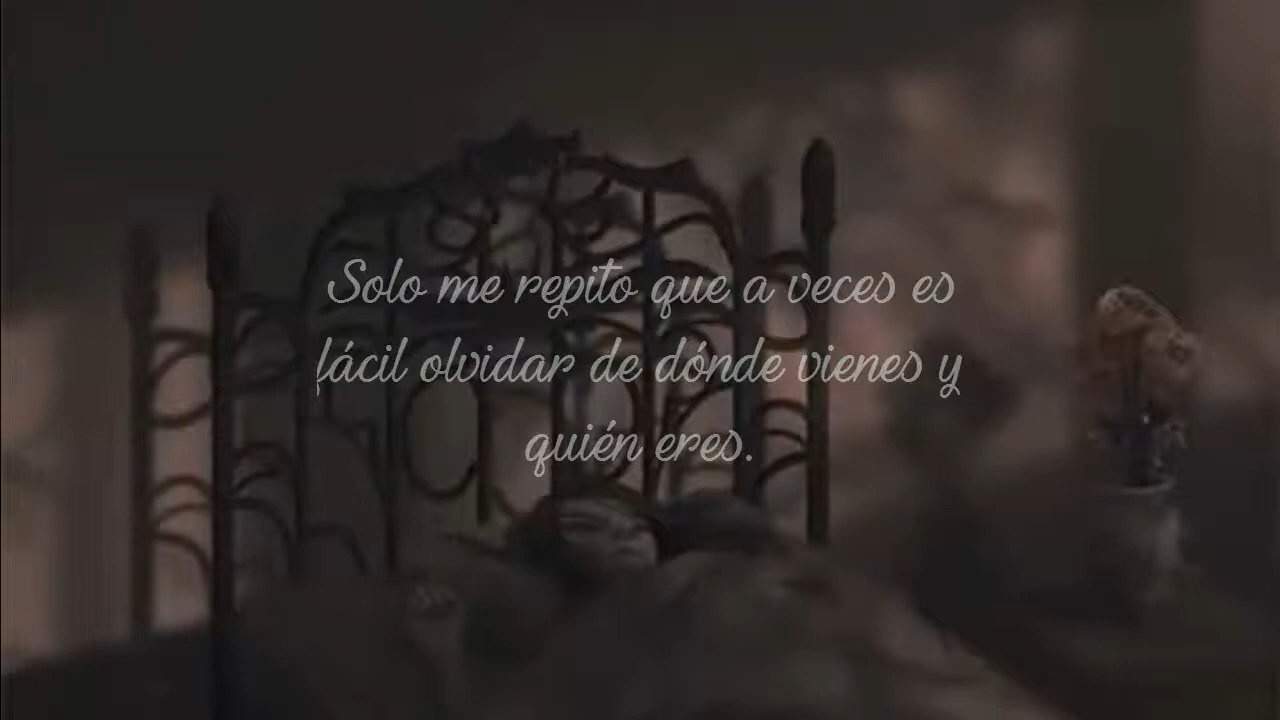 Solo me repito que a veces es
fácil olvidar de dónde vienes y
quién eres.